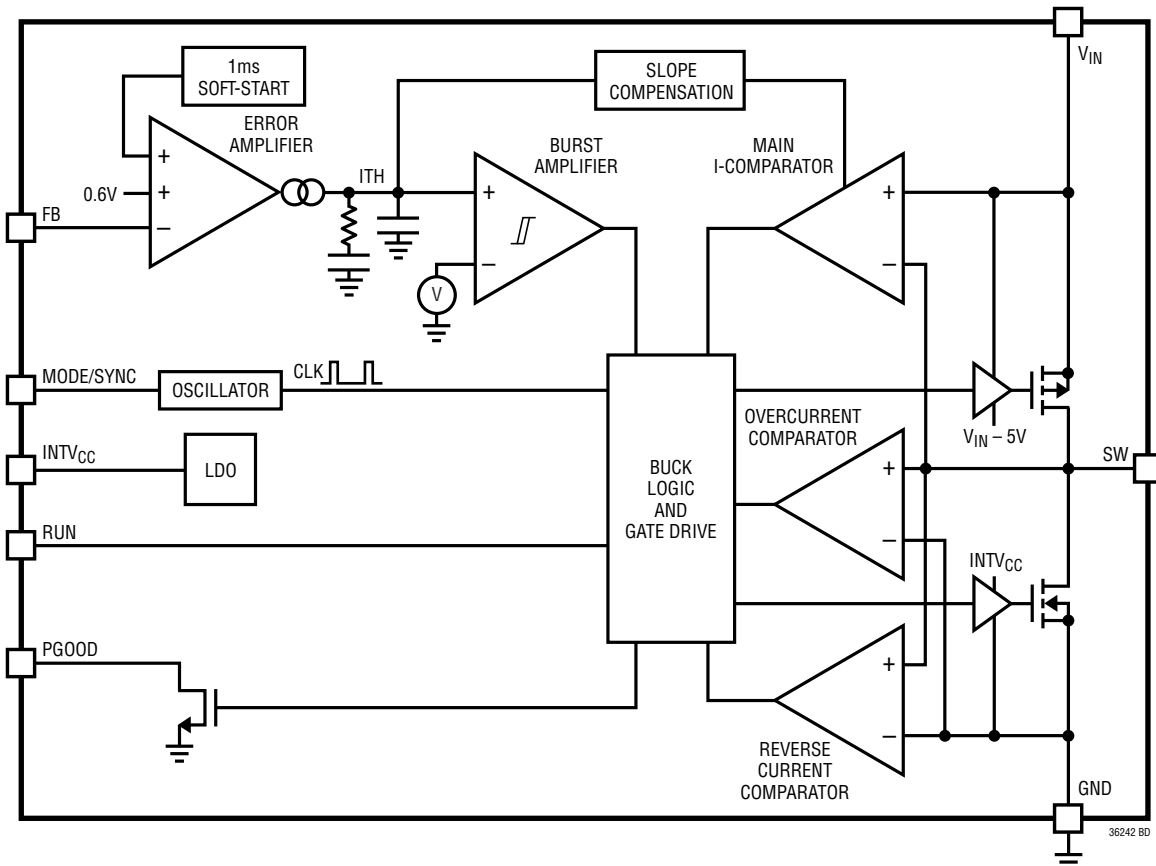 V_IN
1ms
SOFT-START
SLOPE
COMPENSATION
ERROR
AMPLIFIER
BURST
AMPLIFIER
MAIN
I-COMPARATOR
ITH
+
0.6V
+
FB
–
+
–
V
+
–
MODE/SYNC
OSCILLATOR
CLK
INTV_CC
LDO
RUN
PGOOD
BUCK
LOGIC
AND
GATE DRIVE
OVERCURRENT
COMPARATOR
+
–
V_IN – 5V
SW
INTV_CC
+
–
REVERSE
CURRENT
COMPARATOR
GND
36242 BD